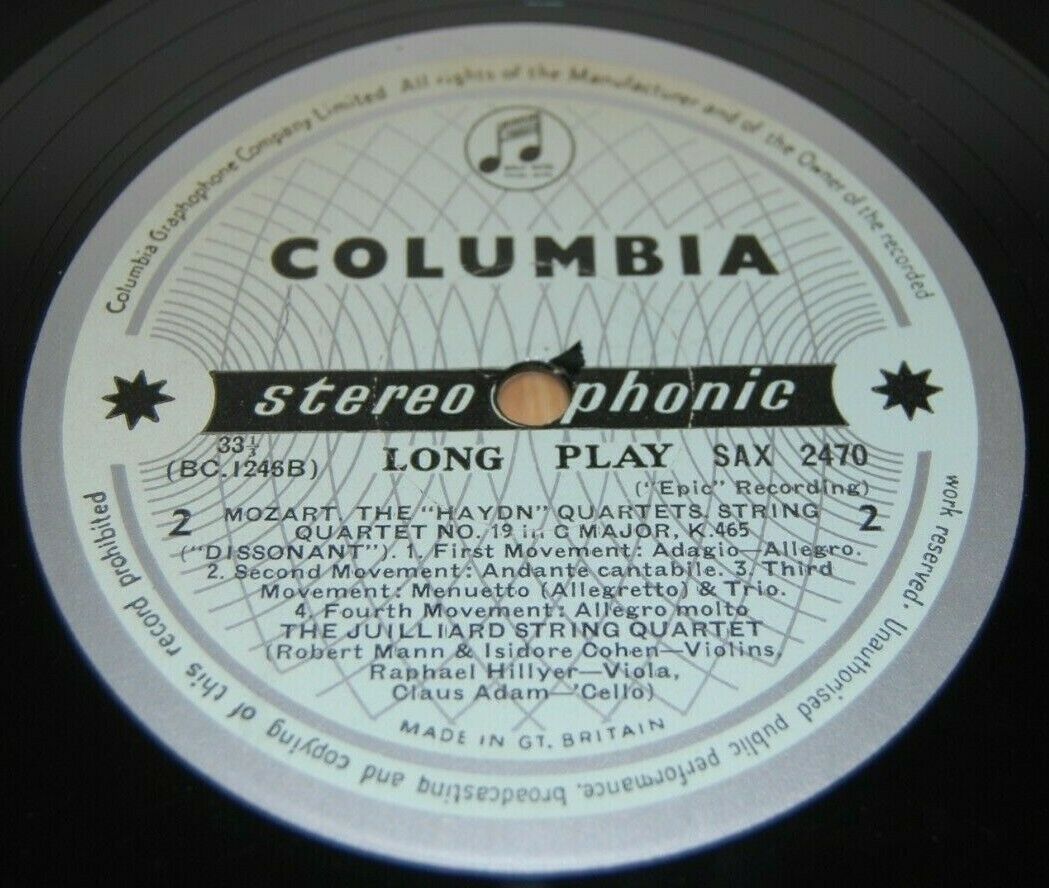 Columbia Graphophone Company Limited All rights of the Manufacturer and of the Owner of the recorded work reserved. Unauthorised public performance, broadcasting and copying of this record prohibited
COLUMBIA
stereophonic
33⅓
(BC.1246B)
LONG PLAY
SAX 2470
("Epic" Recording)
2
2
MOZART. THE "HAYDN" QUARTETS. STRING
QUARTET NO. 19 in C MAJOR, K.465
("DISSONANT"). 1. First Movement: Adagio—Allegro.
2. Second Movement: Andante cantabile. 3. Third
Movement: Menuetto (Allegretto) & Trio.
4. Fourth Movement: Allegro molto
THE JUILLIARD STRING QUARTET
(Robert Mann & Isidore Cohen—Violins,
Raphael Hillyer—Viola,
Claus Adam—'Cello)
MADE IN GT. BRITAIN